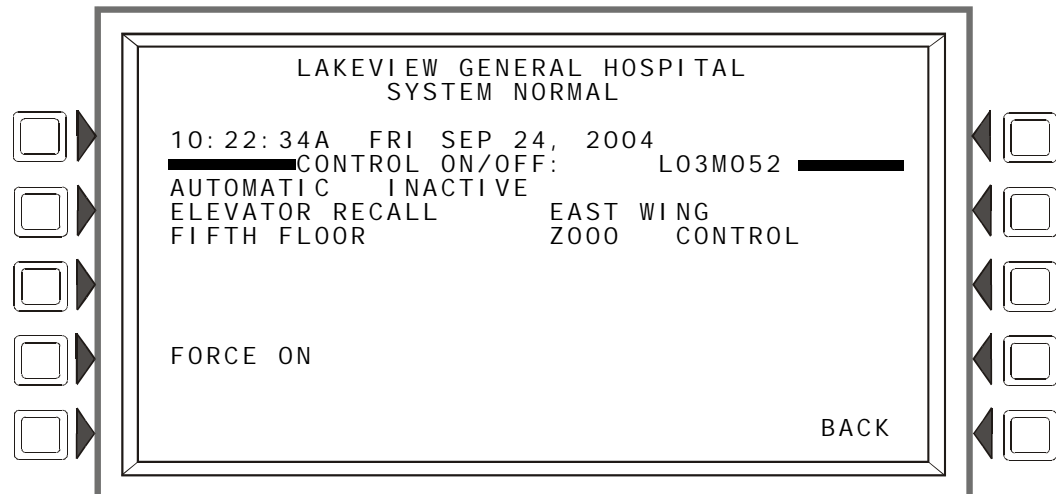 LAKEVIEW GENERAL HOSPITAL
SYSTEM NORMAL
10:22:34A FRI SEP 24, 2004
CONTROL ON/OFF: L03M052
AUTOMATIC INACTIVE
ELEVATOR RECALL EAST WING
FIFTH FLOOR Z000 CONTROL
FORCE ON
BACK